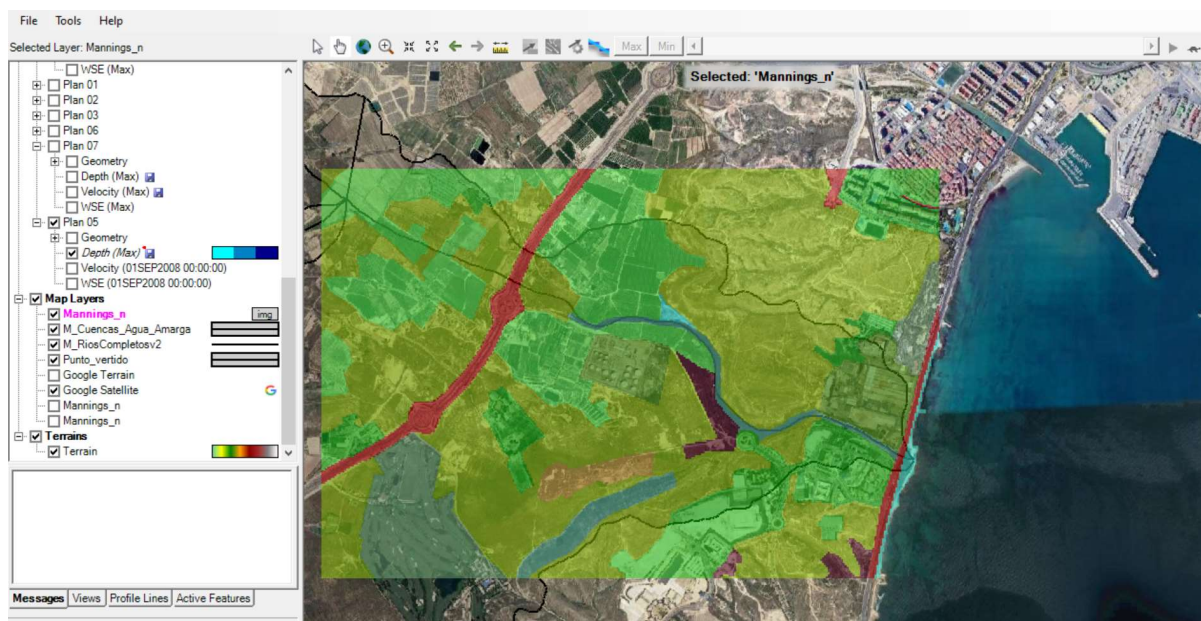 File Tools Help
Selected Layer: Mannings_n
Max Min
Selected: 'Mannings_n'
WSE (Max)
Plan 01
Plan 02
Plan 03
Plan 06
Plan 07
Geometry
Depth (Max)
Velocity (Max)
WSE (Max)
Plan 05
Geometry
Depth (Max)
Velocity (01SEP2008 00:00:00)
WSE (01SEP2008 00:00:00)
Map Layers
Mannings_n img
M_Cuencas_Agua_Amarga
M_RiosCompletosv2
Punto_vertido
Google Terrain
Google Satellite G
Mannings_n
Mannings_n
Terrains
Terrain
Messages Views Profile Lines Active Features